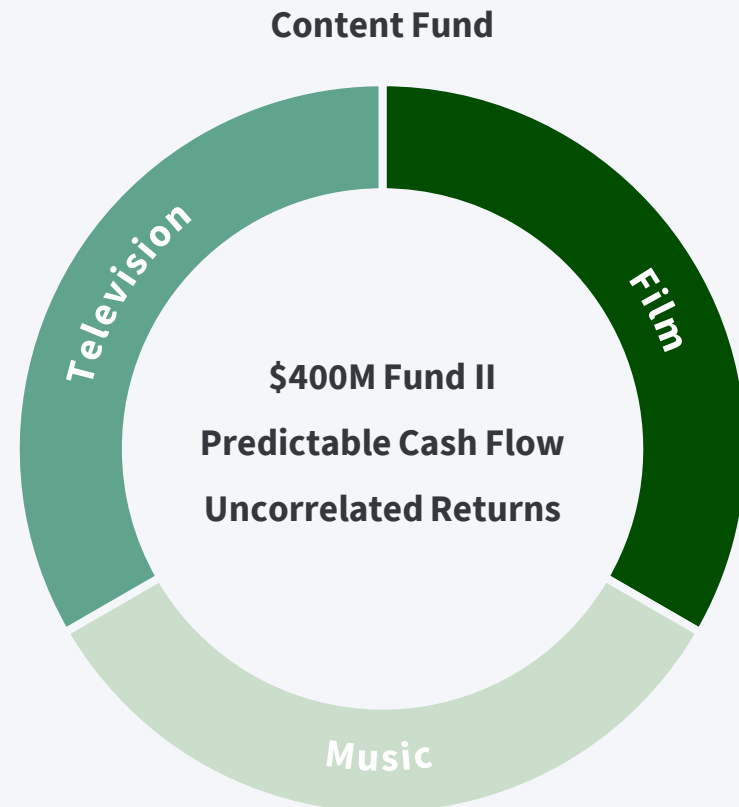 Content Fund
Television
Film
$400M Fund II
Predictable Cash Flow
Uncorrelated Returns
Music